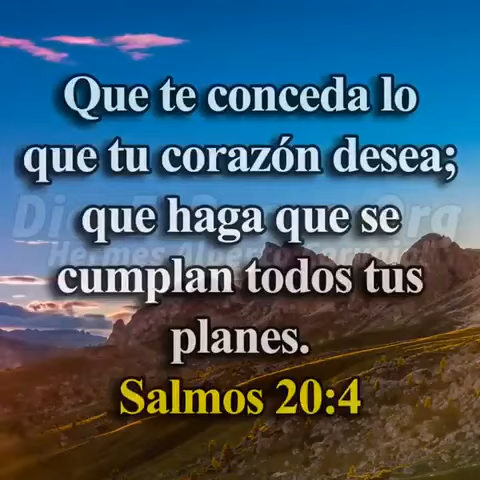 Que te conceda lo
que tu corazón desea;
que haga que se
cumplan todos tus
planes.
Salmos 20:4